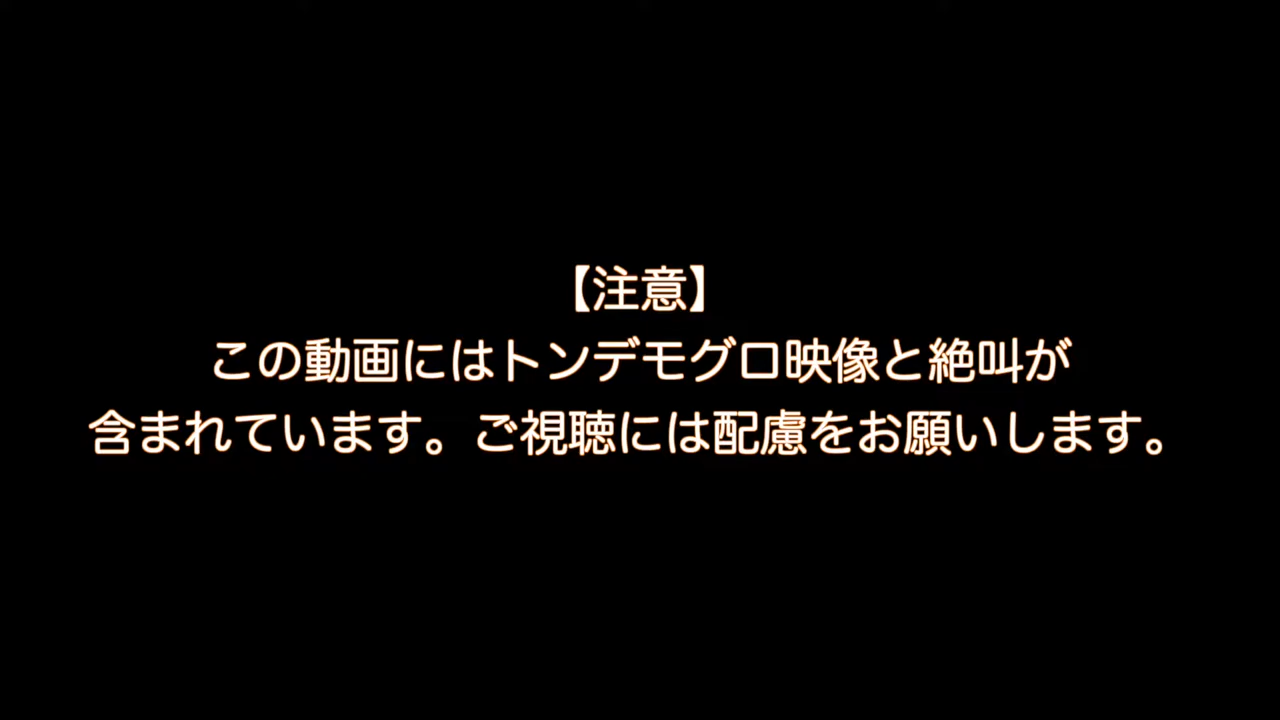 【注意】
この動画にはトンデモグロ映像と絶叫が
含まれています。ご視聴には配慮をお願いします。